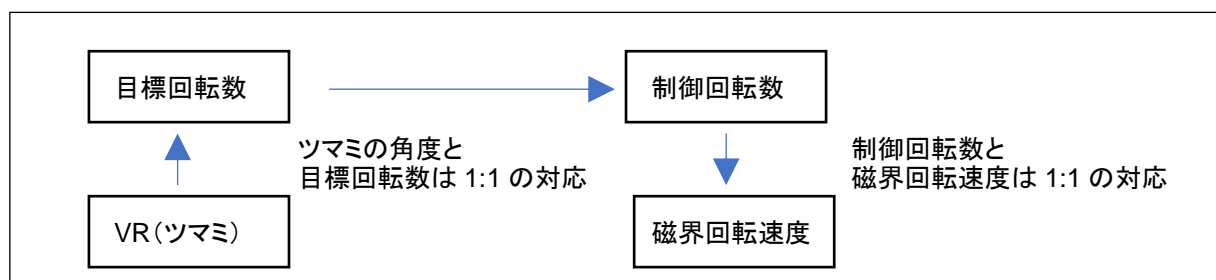 目標回転数
制御回転数
ツマミの角度と
目標回転数は 1:1 の対応
制御回転数と
磁界回転速度は 1:1 の対応
VR(ツマミ)
磁界回転速度